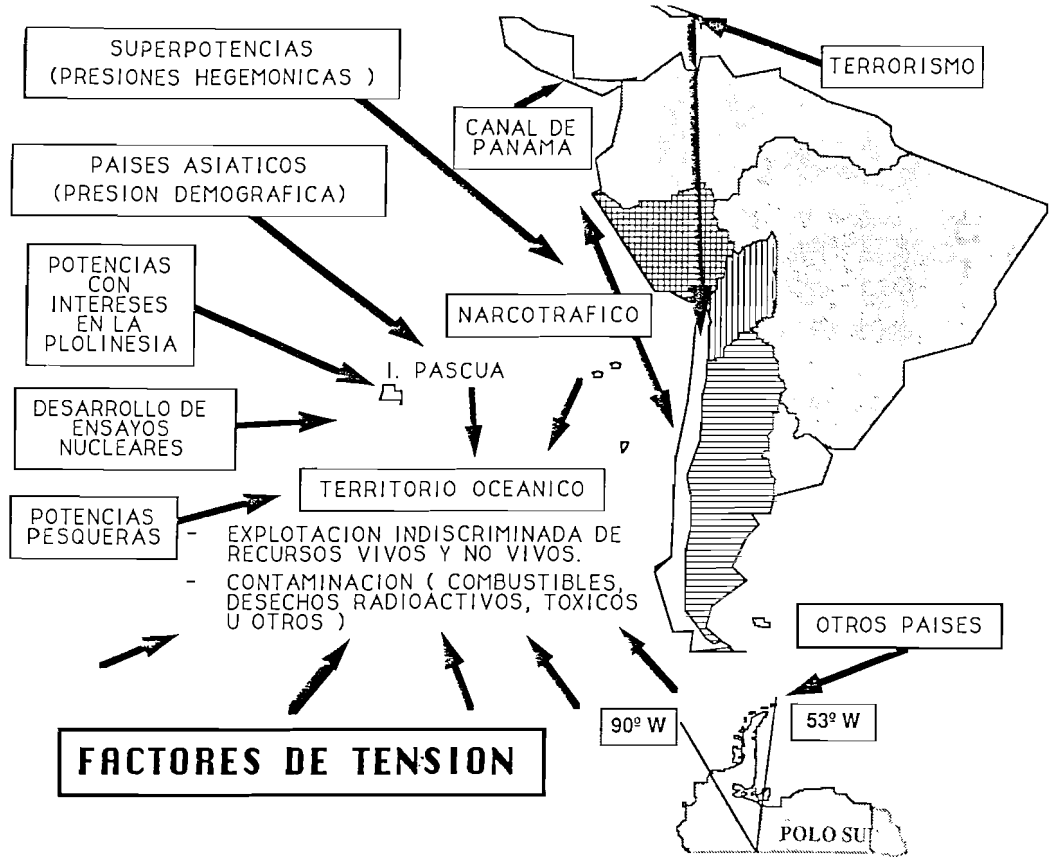 SUPERPOTENCIAS
(PRESIONES HEGEMONICAS )
TERRORISMO
CANAL DE
PANAMA
PAISES ASIATICOS
(PRESION DEMOGRAFICA)
POTENCIAS
CON
INTERESES
EN LA
PLOLINESIA
NARCOTRAFICO
I. PASCUA
DESARROLLO DE
ENSAYOS
NUCLEARES
TERRITORIO OCEANICO
POTENCIAS
PESQUERAS
- EXPLOTACION INDISCRIMINADA DE
RECURSOS VIVOS Y NO VIVOS.
- CONTAMINACION ( COMBUSTIBLES,
DESECHOS RADIOACTIVOS, TOXICOS
U OTROS )
OTROS PAISES
90º W
53º W
FACTORES DE TENSION
POLO SU